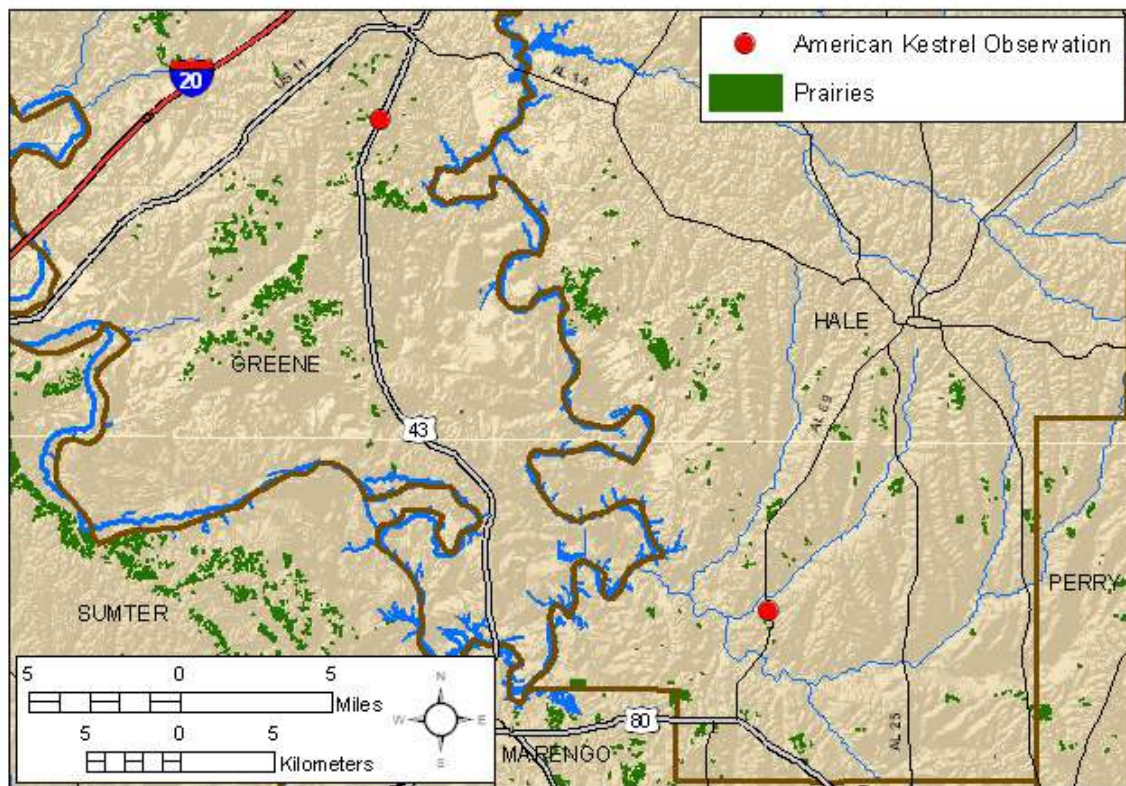 American Kestrel Observation
Prairies
20
US 11
AL 14
HALE
GREENE
AL 69
43
PERRY
SUMTER
5 0 5
Miles
5 0 5
Kilometers
N
W E
S
80
AL 25
MARENGO